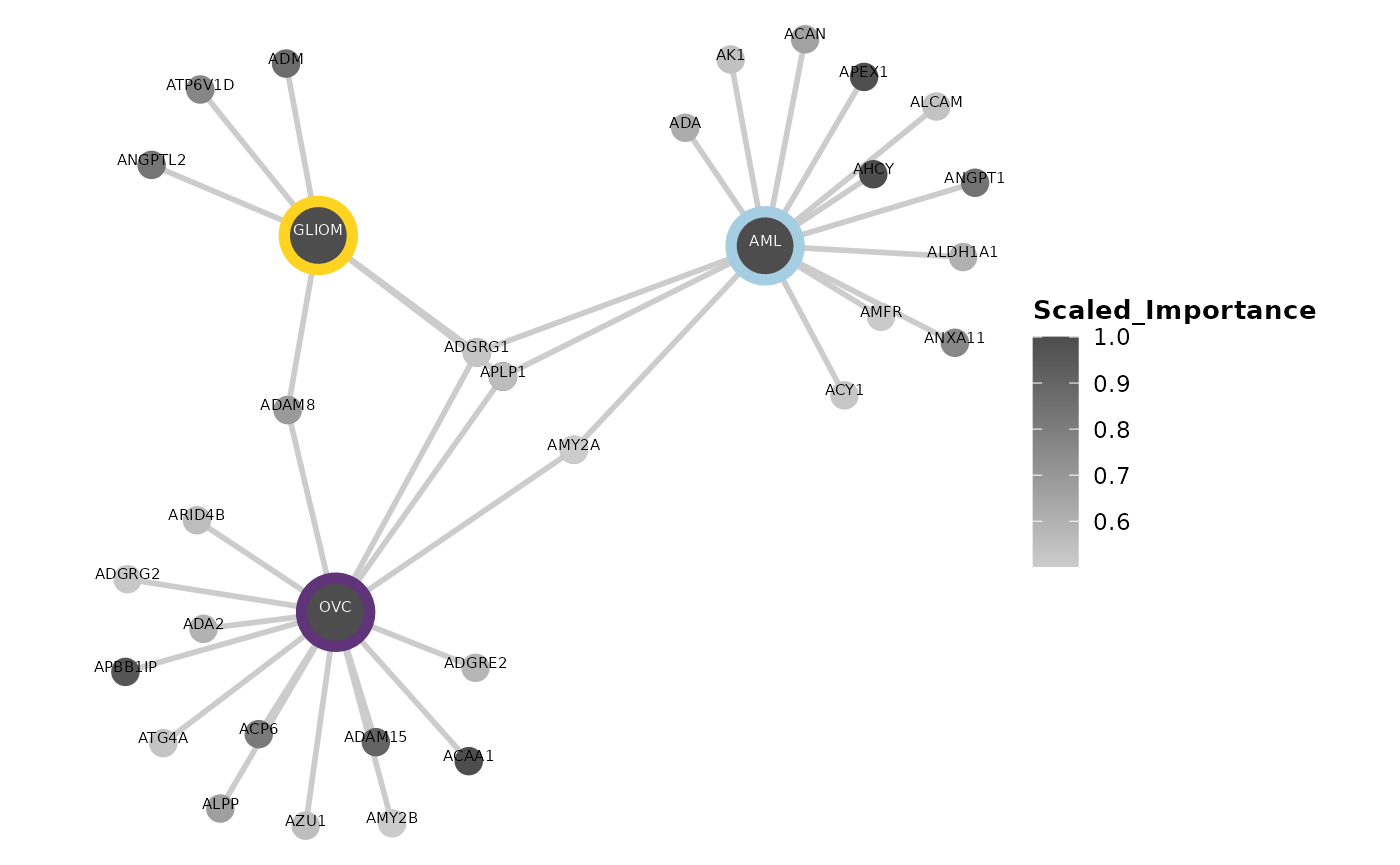 ACAN
AK1
ADM
APEX1
ATP6V1D
ALCAM
ADA
ANGPTL2
AHCY
ANGPT1
GLIOM
AML
ALDH1A1
Scaled_Importance
AMFR
1.0
ANXA11
ADGRG1
APLP1
0.9
ACY1
ADAM8
0.8
AMY2A
0.7
ARID4B
0.6
ADGRG2
OVC
ADA2
ADGRE2
APBB1IP
ACP6
ATG4A
ADAM15
ACAA1
ALPP
AZU1
AMY2B